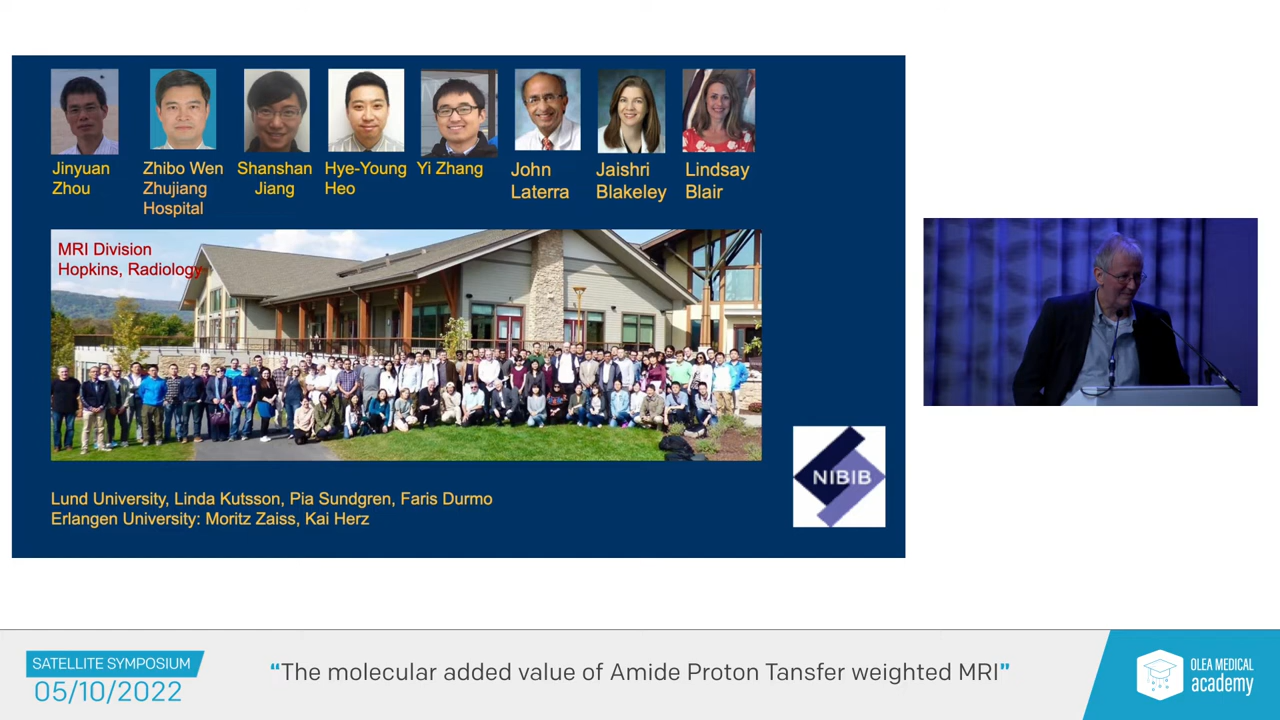 Jinyuan
Zhou
Zhibo Wen
Zhujiang
Hospital
Shanshan
Jiang
Hye-Young
Heo
Yi Zhang
John
Laterra
Jaishri
Blakeley
Lindsay
Blair
MRI Division
Hopkins, Radiology
NIBIB
Lund University, Linda Kutsson, Pia Sundgren, Faris Durmo
Erlangen University: Moritz Zaiss, Kai Herz
SATELLITE SYMPOSIUM
05/10/2022
“The molecular added value of Amide Proton Tansfer weighted MRI”
OLEA MEDICAL
academy